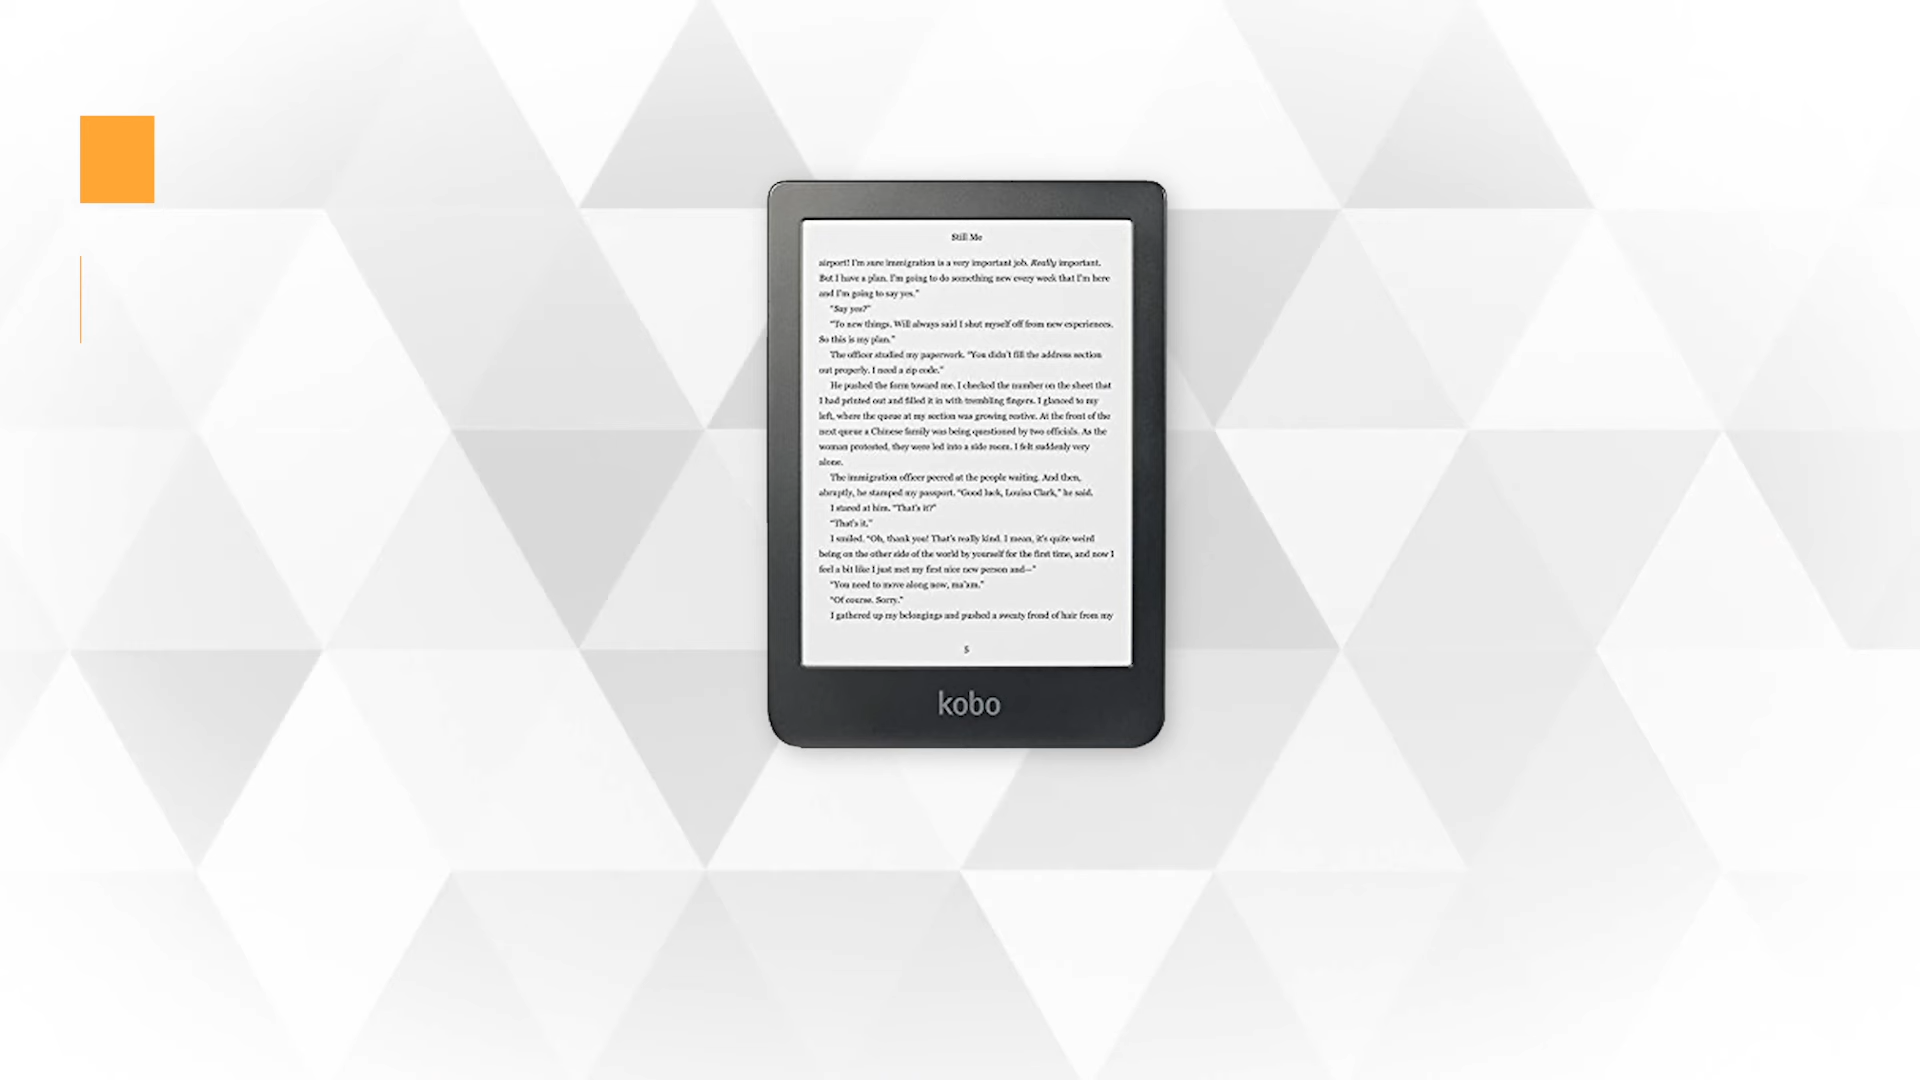 Still Me
airport! I'm sure immigration is a very important job. Really important.
But I have a plan. I'm going to do something new every week that I'm here
and I'm going to say yes."
"Say yes?"
"To new things. Will always said I shut myself off from new experiences.
So this is my plan."
The officer studied my paperwork. "You didn't fill the address section
out properly. I need a zip code."
He pushed the form toward me. I checked the number on the sheet that
I had printed out and filled it in with trembling fingers. I glanced to my
left, where the queue at my section was growing restive. At the front of the
next queue a Chinese family was being questioned by two officials. As the
woman protested, they were led into a side room. I felt suddenly very
alone.
The immigration officer peered at the people waiting. And then,
abruptly, he stamped my passport. "Good luck, Louisa Clark," he said.
I stared at him. "That's it?"
"That's it."
I smiled. "Oh, thank you! That's really kind. I mean, it's quite weird
being on the other side of the world by yourself for the first time, and now I
feel a bit like I just met my first nice new person and—"
"You need to move along now, ma'am."
"Of course. Sorry."
I gathered up my belongings and pushed a sweaty frond of hair from my
5
kobo